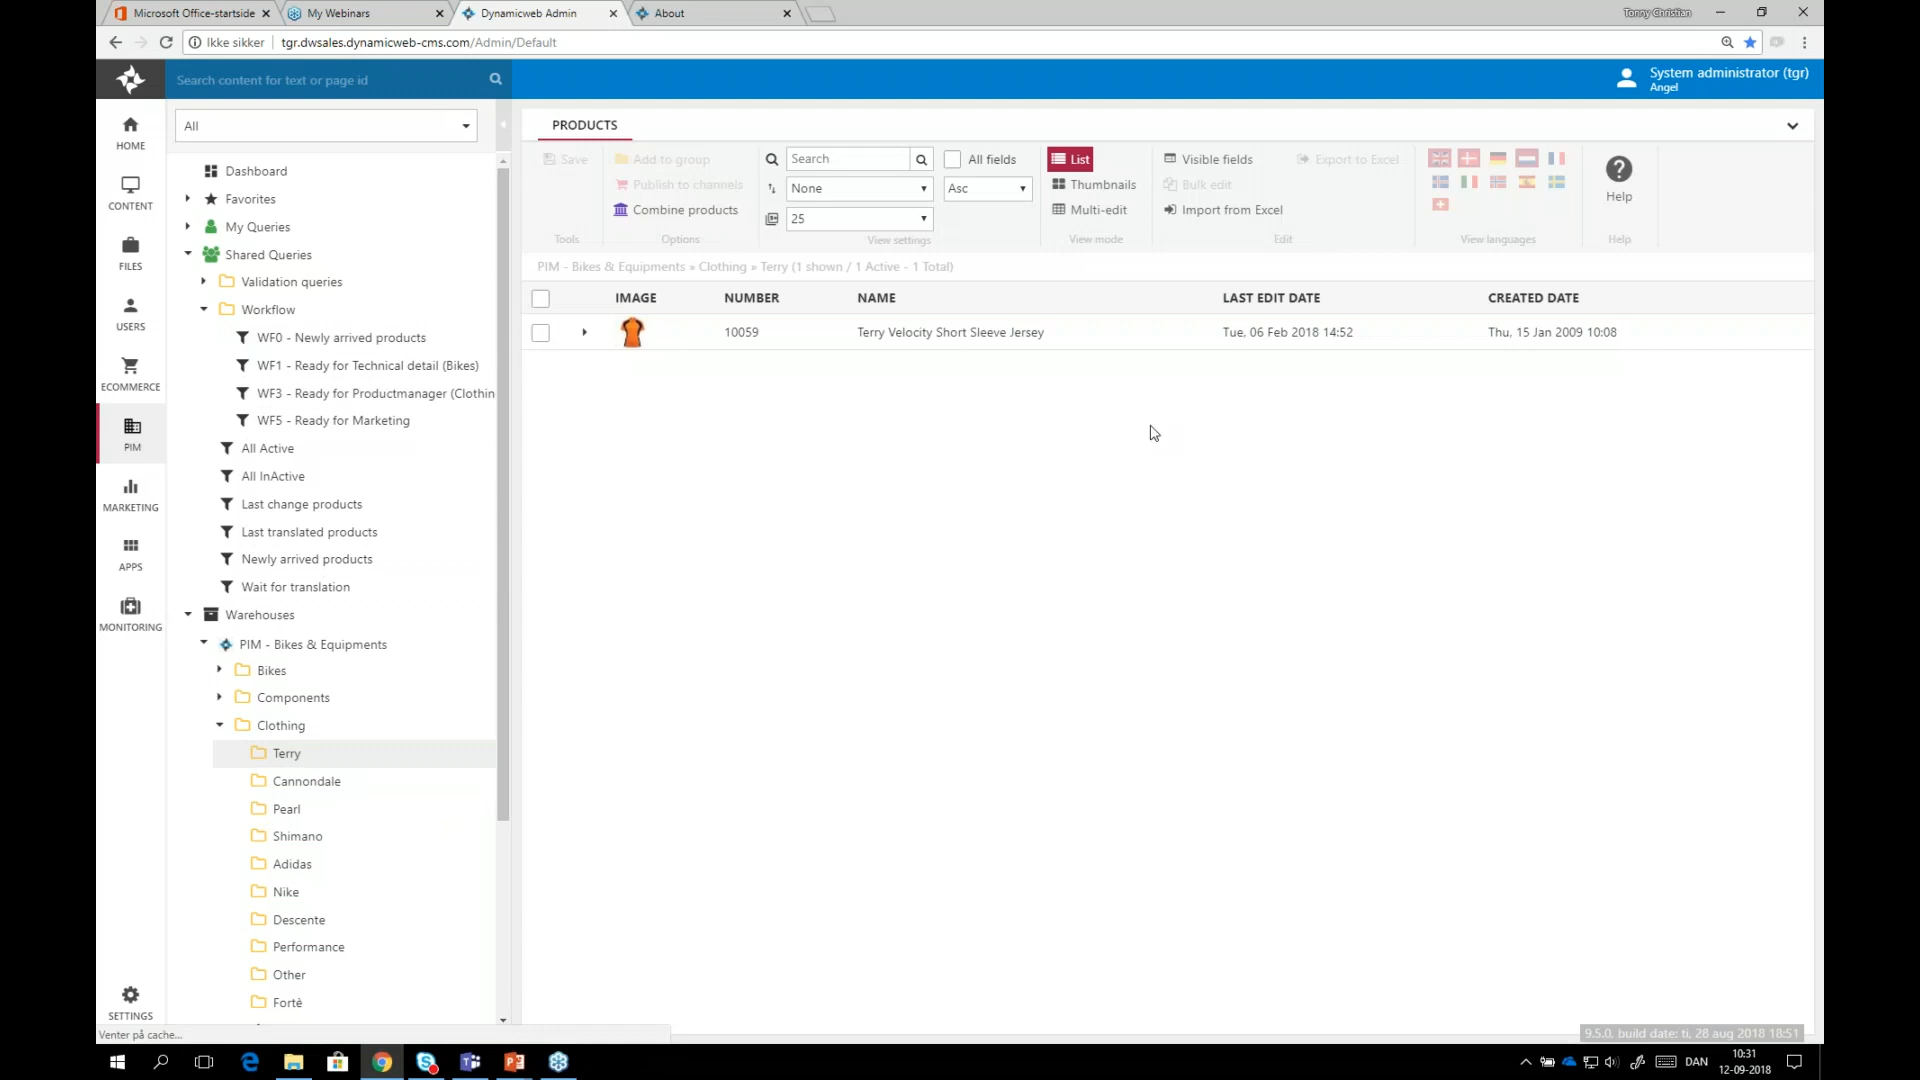 Microsoft Office-startside
My Webinars
Dynamicweb Admin
About
Tonny Christian
Ikke sikker
tgr.dwsales.dynamicweb-cms.com/Admin/Default
Search content for text or page id
System administrator (tgr)
Angel
HOME
CONTENT
FILES
USERS
ECOMMERCE
PIM
MARKETING
APPS
MONITORING
SETTINGS
All
Dashboard
Favorites
My Queries
Shared Queries
Validation queries
Workflow
WF0 - Newly arrived products
WF1 - Ready for Technical detail (Bikes)
WF3 - Ready for Productmanager (Clothin
WF5 - Ready for Marketing
All Active
All InActive
Last change products
Last translated products
Newly arrived products
Wait for translation
Warehouses
PIM - Bikes & Equipments
Bikes
Components
Clothing
Terry
Cannondale
Pearl
Shimano
Adidas
Nike
Descente
Performance
Other
Fortè
PRODUCTS
Save
Tools
Add to group
Publish to channels
Combine products
Options
Search
All fields
None
Asc
25
View settings
List
Thumbnails
Multi-edit
View mode
Visible fields
Export to Excel
Bulk edit
Import from Excel
Edit
View languages
Help
Help
PIM - Bikes & Equipments » Clothing » Terry (1 shown / 1 Active - 1 Total)
IMAGE NUMBER NAME LAST EDIT DATE CREATED DATE
10059 Terry Velocity Short Sleeve Jersey Tue, 06 Feb 2018 14:52 Thu, 15 Jan 2009 10:08
Venter på cache...
9.5.0, build date: ti, 28 aug 2018 18:51
DAN
10:31
12-09-2018